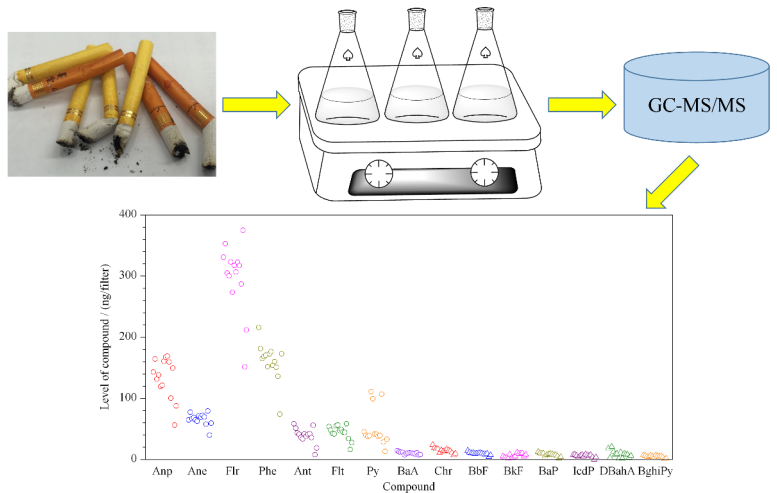 GC-MS/MS
Level of compound / (ng/filter)
400
300
200
100
0
Anp Ane Flr Phe Ant Flt Py BaA Chr BbF BkF BaP IcdP DBahA BghiPy
Compound